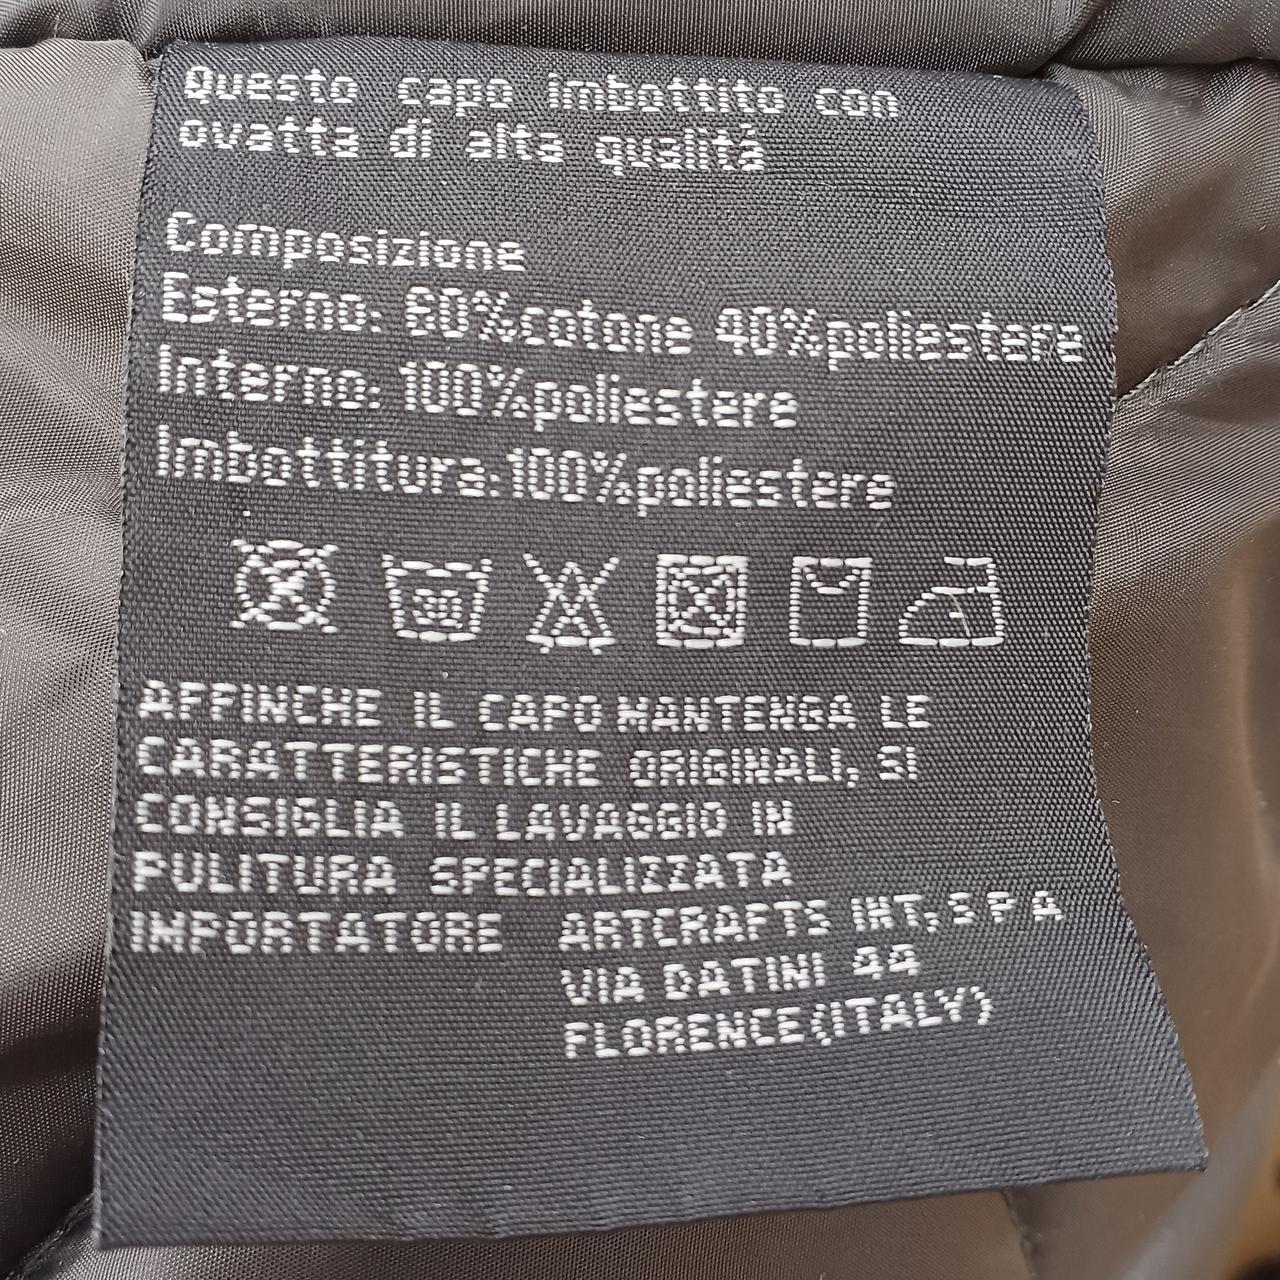 Questo capo imbottito con
ovatta di alta qualitá
Composizione
Esterno: 60%cotone 40%poliestere
Interno: 100%poliestere
Imbottitura:100%poliestere
30
AFFINCHE IL CAPO MANTENGA LE
CARATTERISTICHE ORIGINALI, SI
CONSIGLIA IL LAVAGGIO IN
PULITURA SPECIALIZZATA
IMPORTATORE ARTCRAFTS INT, S P A
VIA DATINI 44
FLORENCE(ITALY)